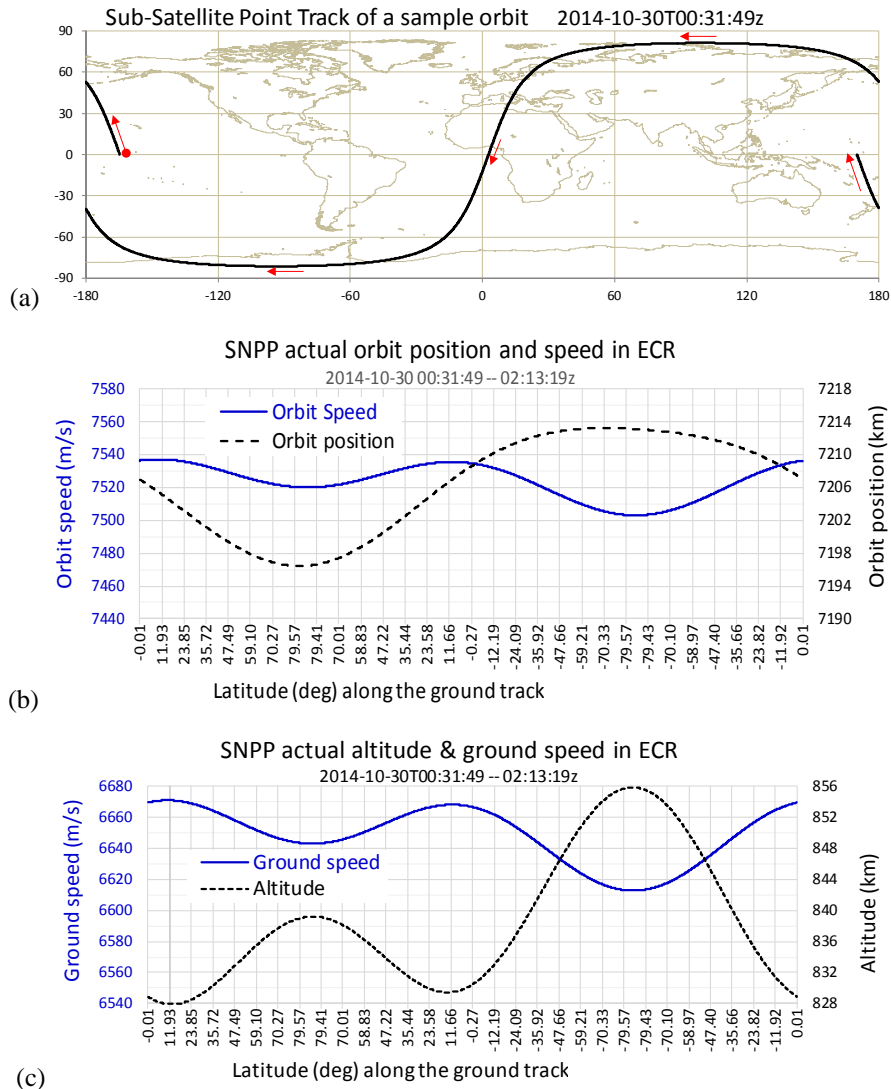 Sub-Satellite Point Track of a sample orbit 2014-10-30T00:31:49z
90
60
30
0
-30
-60
-90
-180 -120 -60 0 60 120 180
(a)
SNPP actual orbit position and speed in ECR
2014-10-30 00:31:49 -- 02:13:19z
Orbit speed (m/s)
7580
7560
7540
7520
7500
7480
7460
7440
Orbit Speed
Orbit position
7218
7214
7210
7206
7202
7198
7194
7190
Orbit position (km)
-0.01 11.93 23.85 35.72 47.49 59.10 70.27 79.57 79.41 70.01 58.83 47.22 35.44 23.58 11.66 -0.27 -12.19 -24.09 -35.92 -47.66 -59.21 -70.33 -79.57 -79.43 -70.10 -58.97 -47.40 -35.66 -23.82 -11.92 0.01
Latitude (deg) along the ground track
(b)
SNPP actual altitude & ground speed in ECR
2014-10-30T00:31:49 -- 02:13:19z
Ground speed (m/s)
6680
6660
6640
6620
6600
6580
6560
6540
Ground speed
Altitude
856
852
848
844
840
836
832
828
Altitude (km)
-0.01 11.93 23.85 35.72 47.49 59.10 70.27 79.57 79.41 70.01 58.83 47.22 35.44 23.58 11.66 -0.27 -12.19 -24.09 -35.92 -47.66 -59.21 -70.33 -79.57 -79.43 -70.10 -58.97 -47.40 -35.66 -23.82 -11.92 0.01
Latitude (deg) along the ground track
(c)